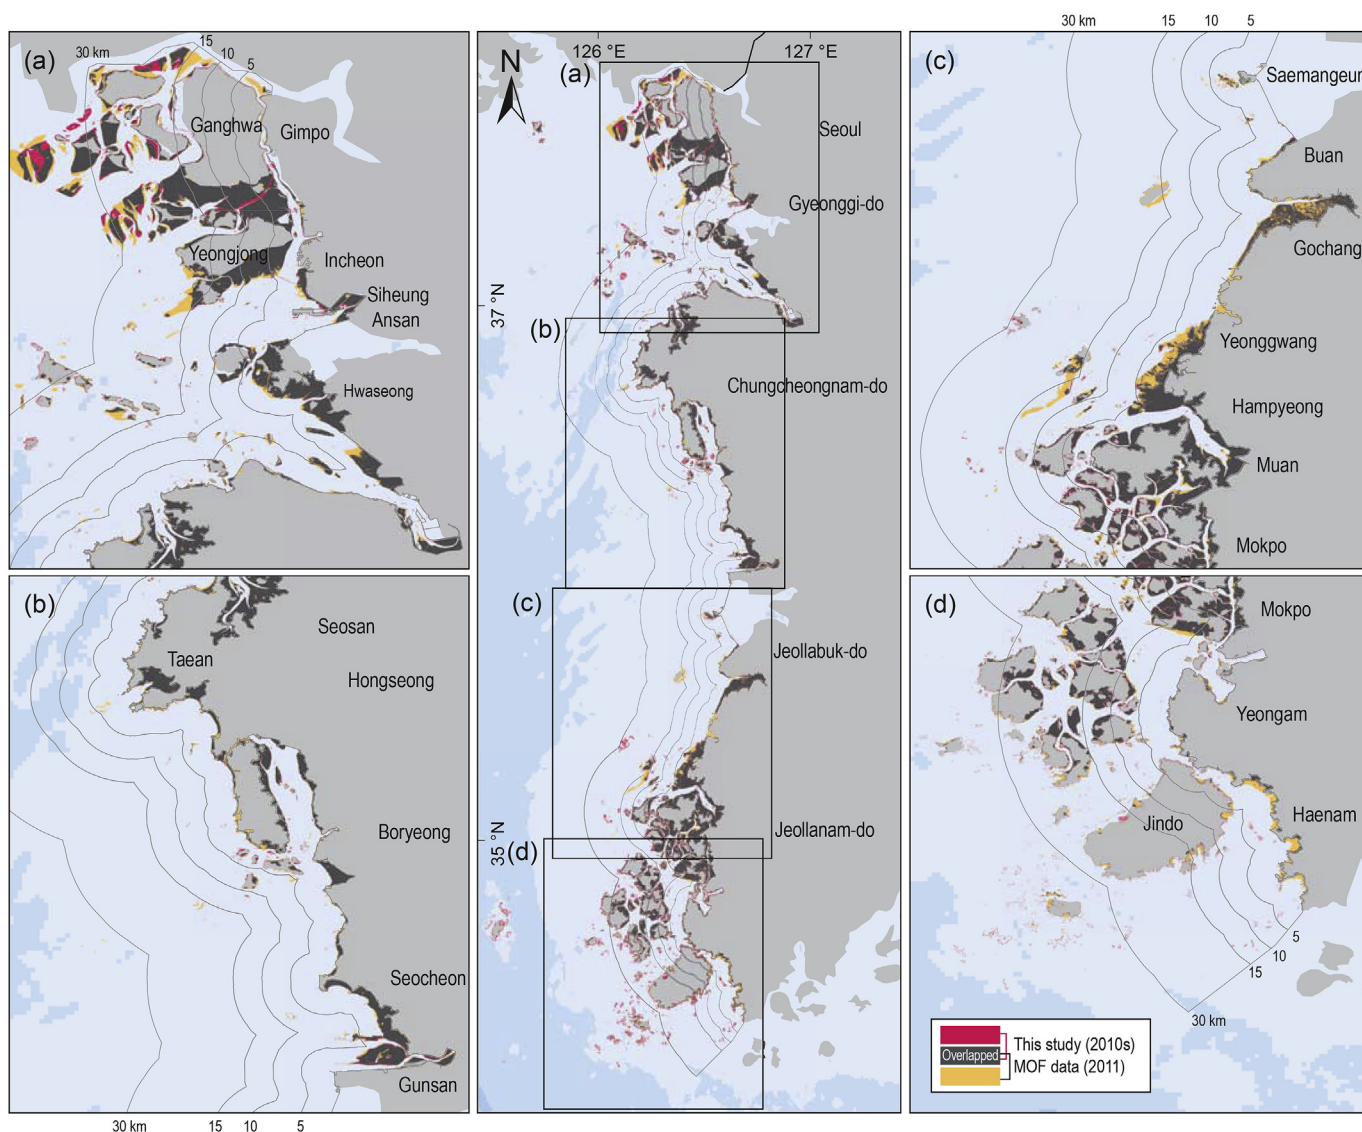 (a)
30 km
15
10
5
Ganghwa
Gimpo
Yeongjong
Incheon
Siheung
Ansan
Hwaseong
(b)
Seosan
Taean
Hongseong
Boryeong
Seocheon
Gunsan
30 km
15
10
5
126 °E
127 °E
N
(a)
Seoul
Gyeonggi-do
37 °N
(b)
Chungcheongnam-do
(c)
Jeollabuk-do
35 °N
Jeollanam-do
(d)
30 km
15
10
5
(c)
Saemangeum
Buan
Gochang
Yeonggwang
Hampyeong
Muan
Mokpo
(d)
Mokpo
Yeongam
Haenam
Jindo
5
10
15
30 km
This study (2010s)
Overlapped
MOF data (2011)